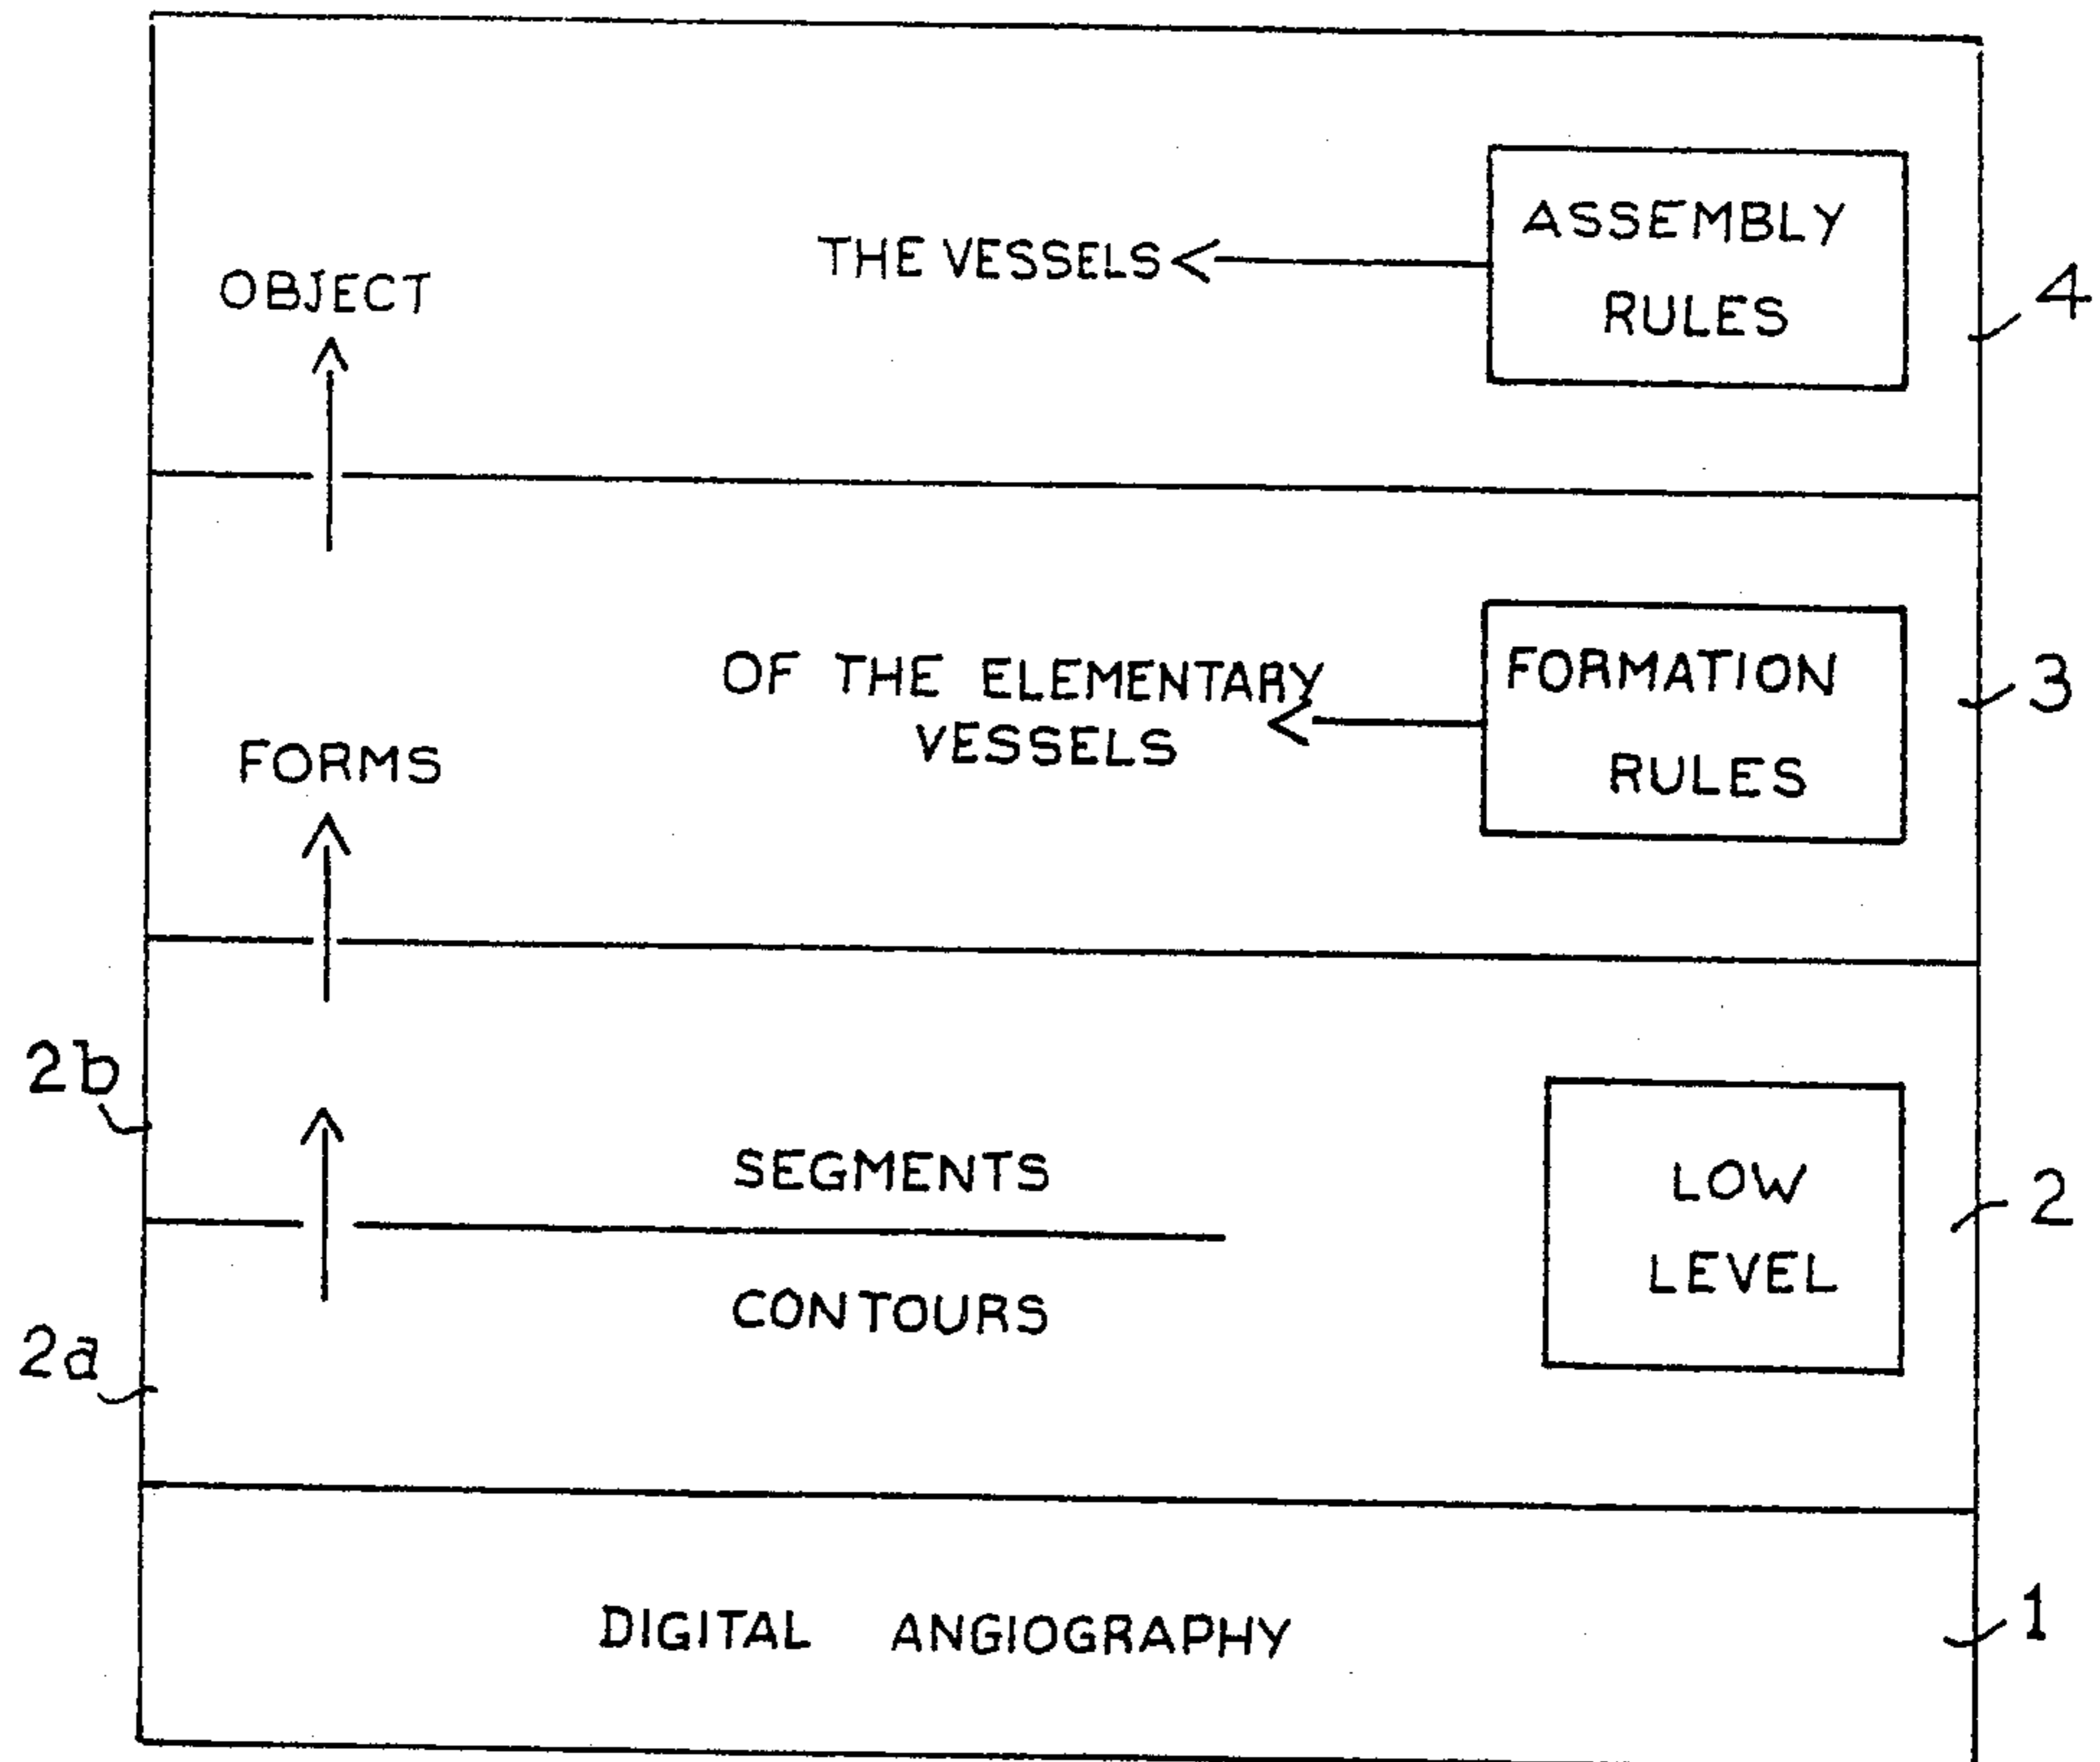 ASSEMBLY
RULES
THE VESSELS
OBJECT
4
OF THE ELEMENTARY
VESSELS
FORMATION
RULES
3
FORMS
2b
SEGMENTS
LOW
LEVEL
2
CONTOURS
2a
DIGITAL ANGIOGRAPHY
1